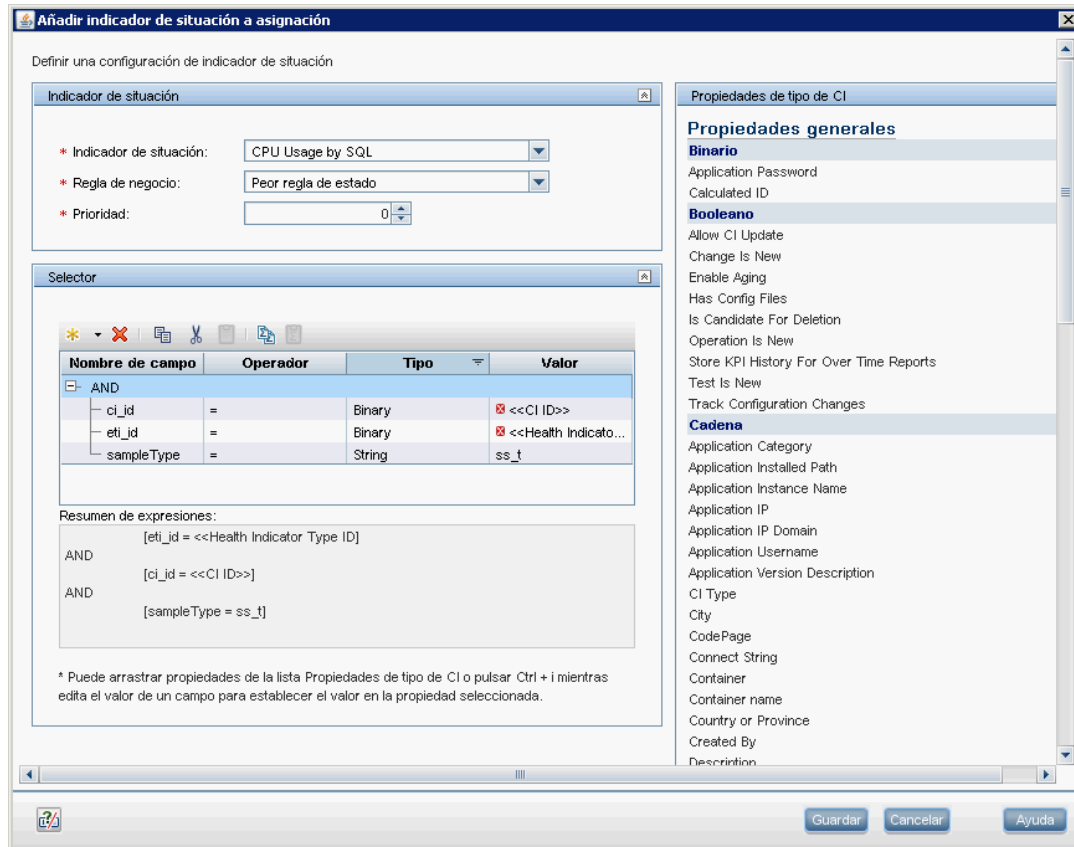 Añadir indicador de situación a asignación
Definir una configuración de indicador de situación
Indicador de situación
* Indicador de situación: CPU Usage by SQL
* Regla de negocio: Peor regla de estado
* Prioridad: 0
Selector
Nombre de campo Operador Tipo Valor
AND
ci_id = Binary <<CI ID>>
eti_id = Binary <<Health Indicato...
sampleType = String ss_t
Resumen de expresiones:
[eti_id = <<Health Indicator Type ID]
AND
[ci_id = <<CI ID>>]
AND
[sampleType = ss_t]
* Puede arrastrar propiedades de la lista Propiedades de tipo de CI o pulsar Ctrl + i mientras
edita el valor de un campo para establecer el valor en la propiedad seleccionada.
Propiedades de tipo de CI
Propiedades generales
Binario
Application Password
Calculated ID
Booleano
Allow CI Update
Change Is New
Enable Aging
Has Config Files
Is Candidate For Deletion
Operation Is New
Store KPI History For Over Time Reports
Test Is New
Track Configuration Changes
Cadena
Application Category
Application Installed Path
Application Instance Name
Application IP
Application IP Domain
Application Username
Application Version Description
CI Type
City
CodePage
Connect String
Container
Container name
Country or Province
Created By
Description
Guardar Cancelar Ayuda